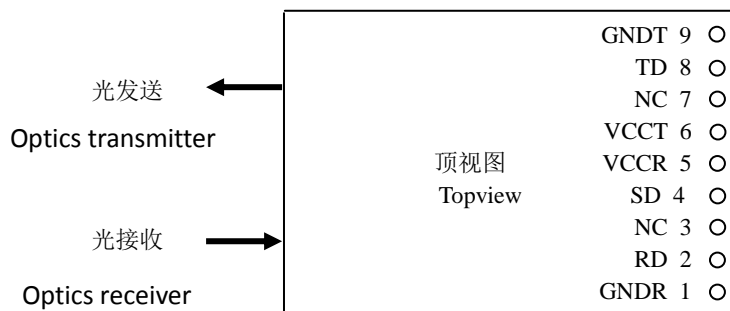 光发送
Optics transmitter
光接收
Optics receiver
顶视图
Topview
GNDT 9
TD 8
NC 7
VCCT 6
VCCR 5
SD 4
NC 3
RD 2
GNDR 1